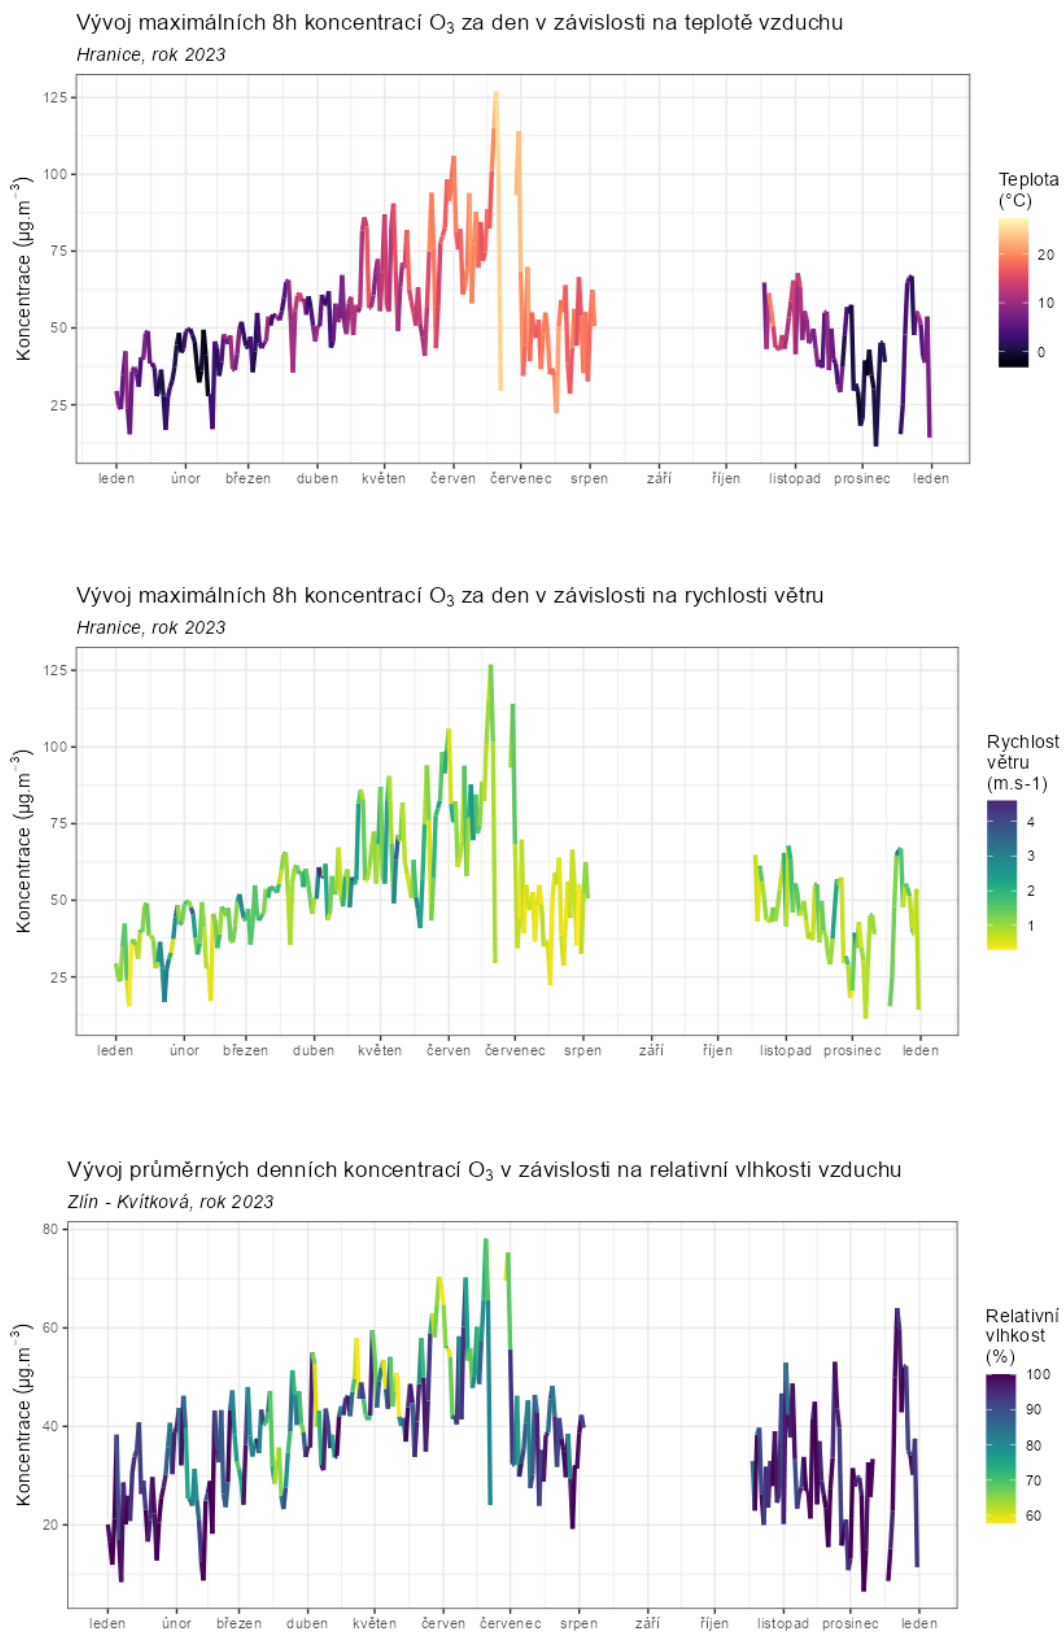 Vývoj maximálních 8h koncentrací O₃ za den v závislosti na teplotě vzduchu
Hranice, rok 2023
Koncentrace (µg.m⁻³)
125
100
75
50
25
leden únor březen duben květen červen červenec srpen září říjen listopad prosinec leden
Teplota
(°C)
20
10
0
Vývoj maximálních 8h koncentrací O₃ za den v závislosti na rychlosti větru
Hranice, rok 2023
Koncentrace (µg.m⁻³)
125
100
75
50
25
leden únor březen duben květen červen červenec srpen září říjen listopad prosinec leden
Rychlost
větru
(m.s-1)
4
3
2
1
Vývoj průměrných denních koncentrací O₃ v závislosti na relativní vlhkosti vzduchu
Zlín - Kvítková, rok 2023
Koncentrace (µg.m⁻³)
80
60
40
20
leden únor březen duben květen červen červenec srpen září říjen listopad prosinec leden
Relativní
vlhkost
(%)
100
90
80
70
60